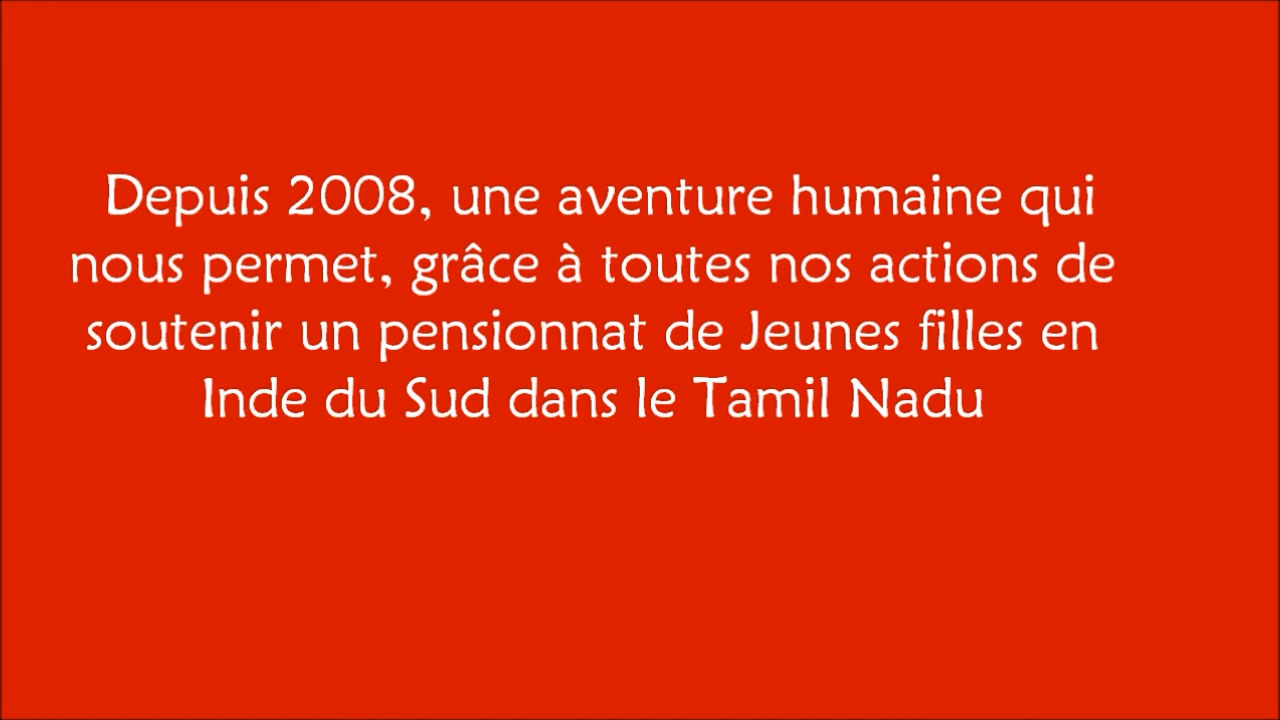 Depuis 2008, une aventure humaine qui
nous permet, grâce à toutes nos actions de
soutenir un pensionnat de Jeunes filles en
Inde du Sud dans le Tamil Nadu